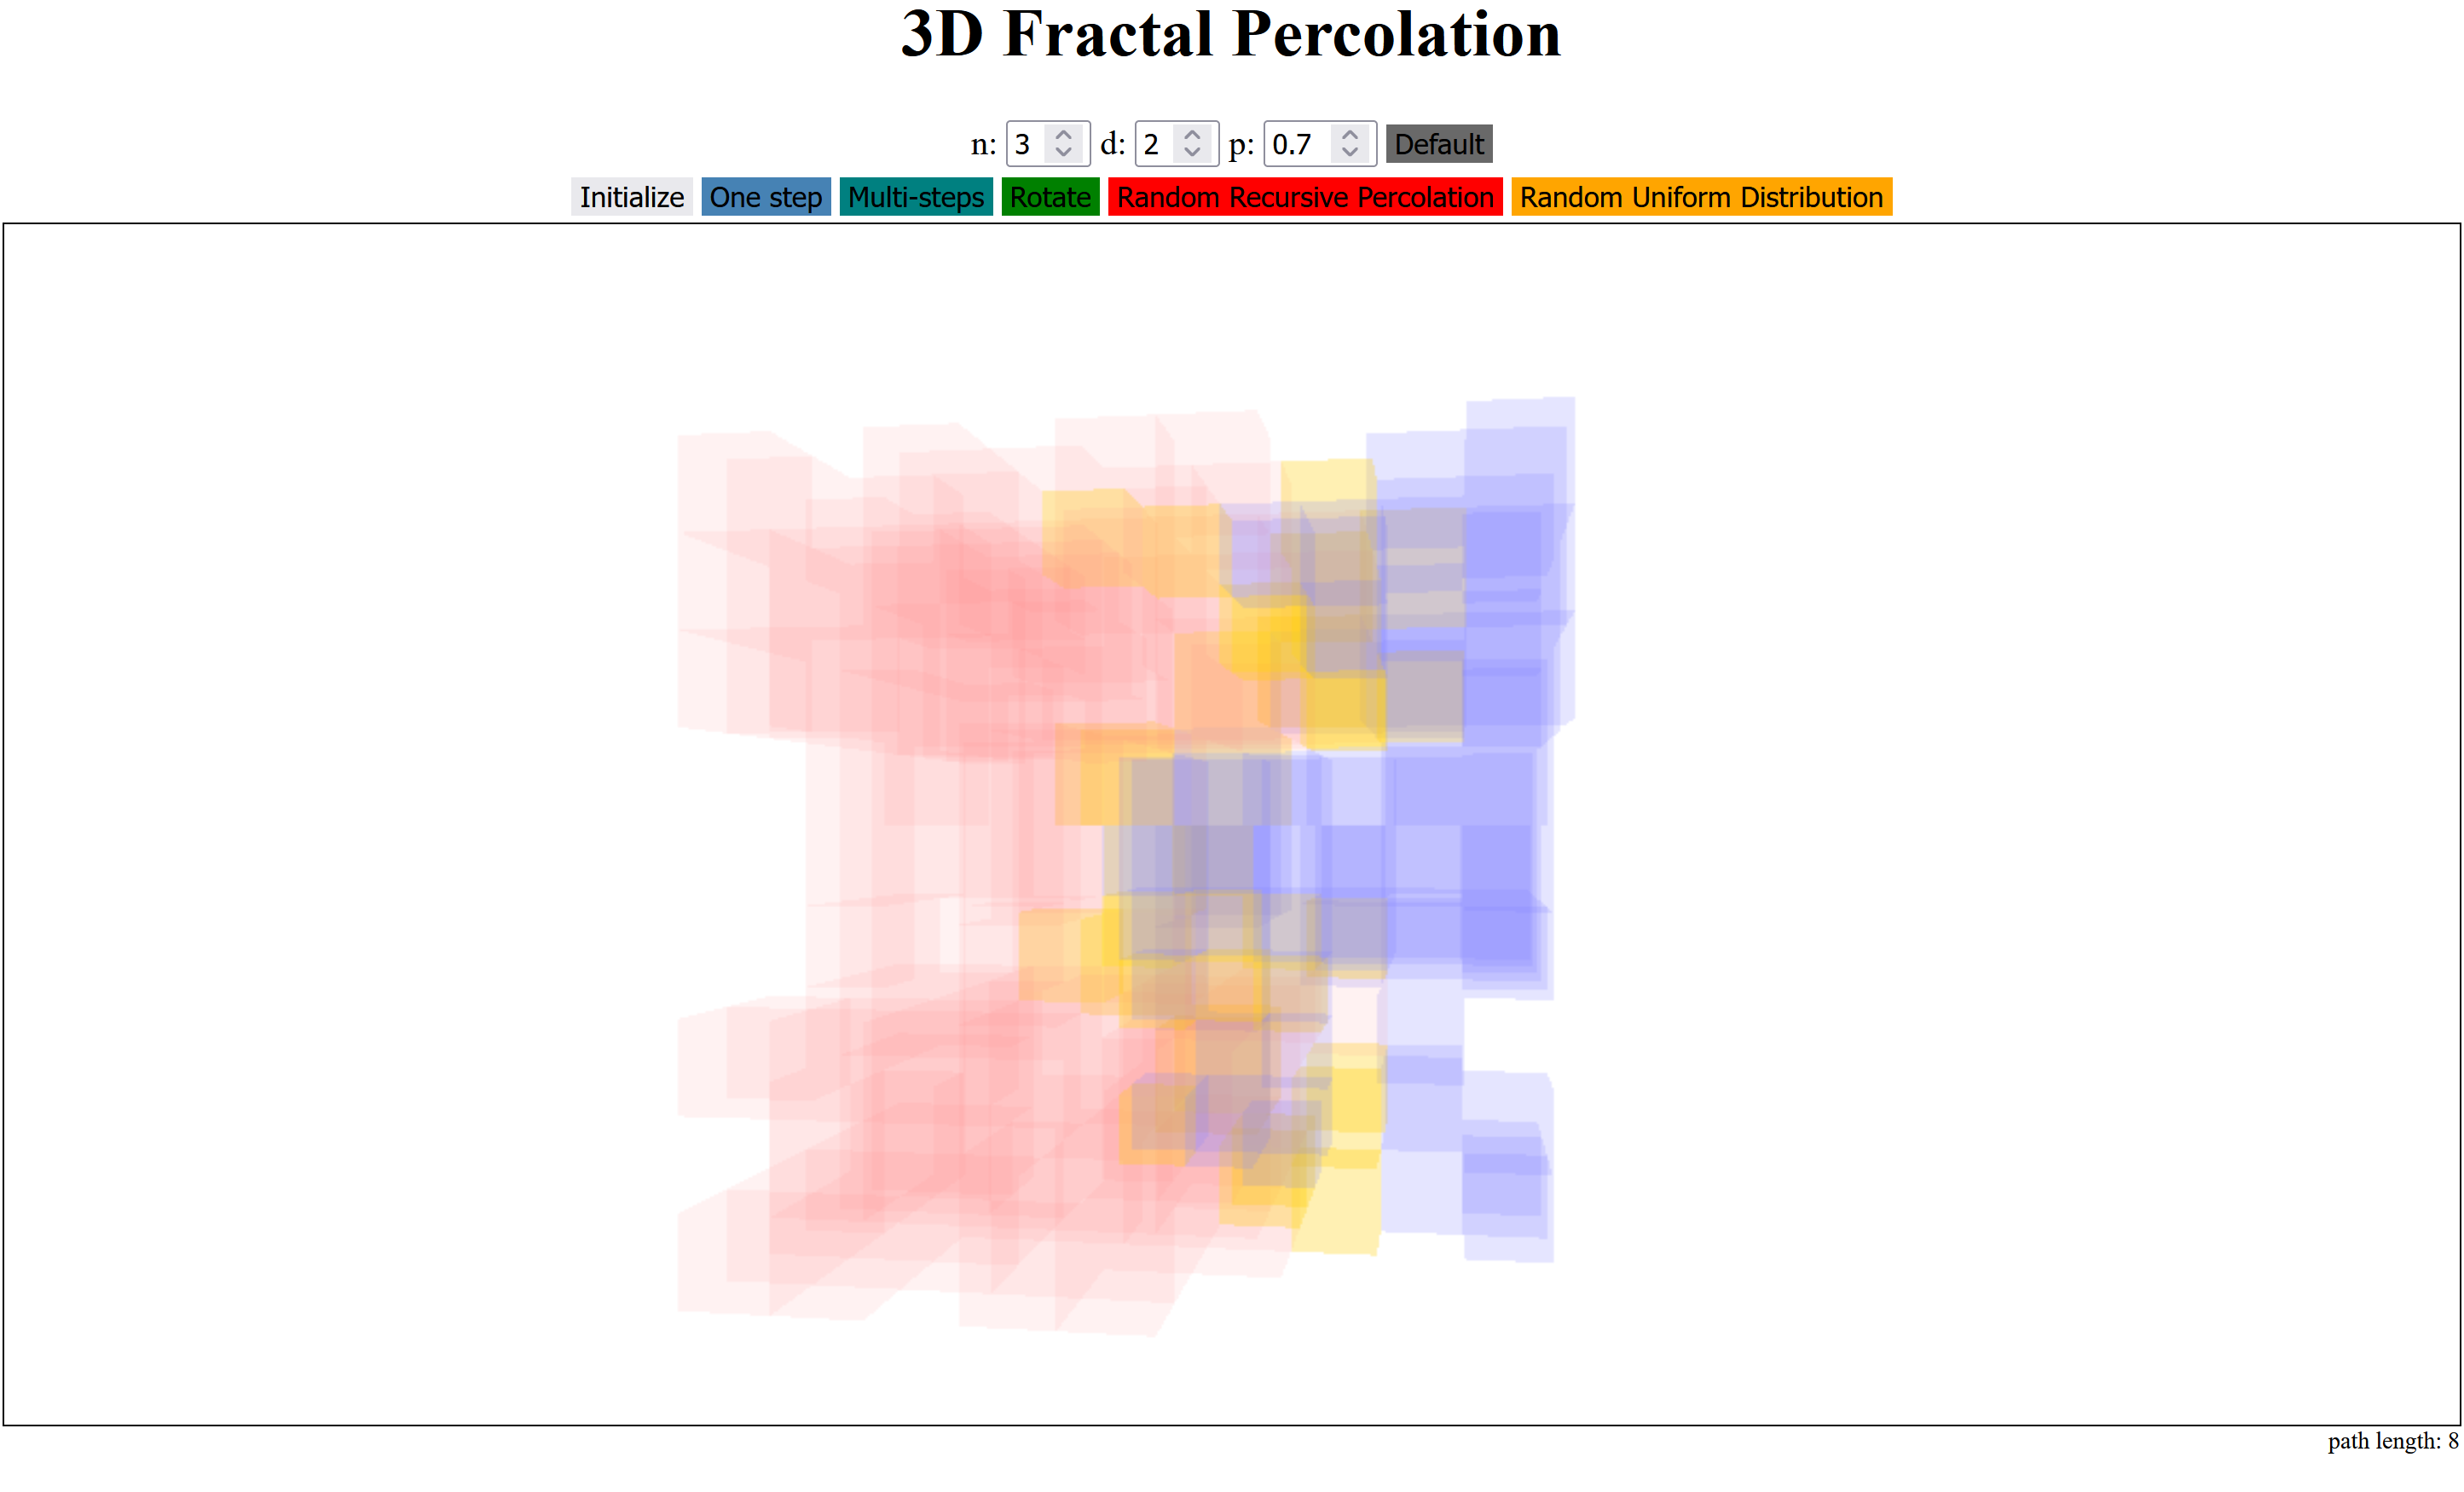 3D Fractal Percolation
n: 3 d: 2 p: 0.7 Default
Initialize One step Multi-steps Rotate Random Recursive Percolation Random Uniform Distribution
path length: 8